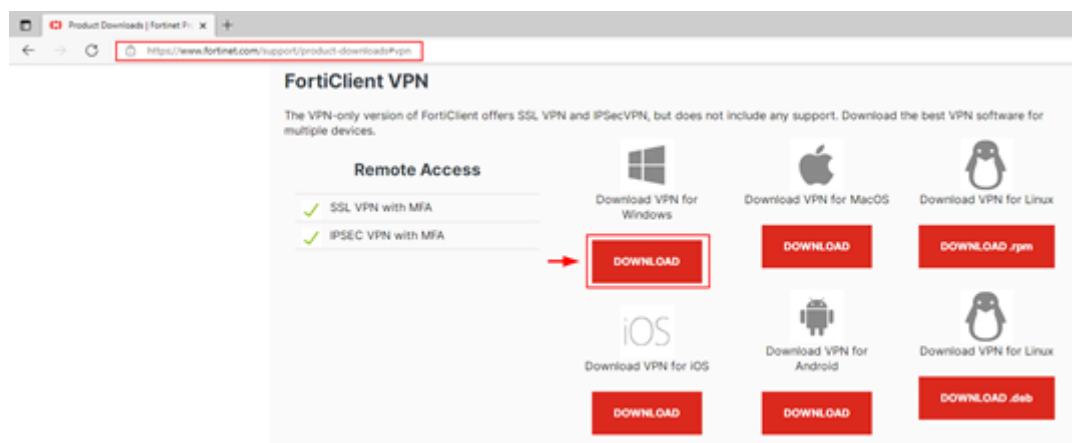 Product Downloads | Fortinet Pr
https://www.fortinet.com/support/product-downloads#vpn
FortiClient VPN
The VPN-only version of FortiClient offers SSL VPN and IPSecVPN, but does not include any support. Download the best VPN software for
multiple devices.
Remote Access
SSL VPN with MFA
IPSEC VPN with MFA
Download VPN for
Windows
DOWNLOAD
Download VPN for MacOS
DOWNLOAD
Download VPN for Linux
DOWNLOAD .rpm
iOS
Download VPN for iOS
DOWNLOAD
Download VPN for
Android
DOWNLOAD
Download VPN for Linux
DOWNLOAD .deb